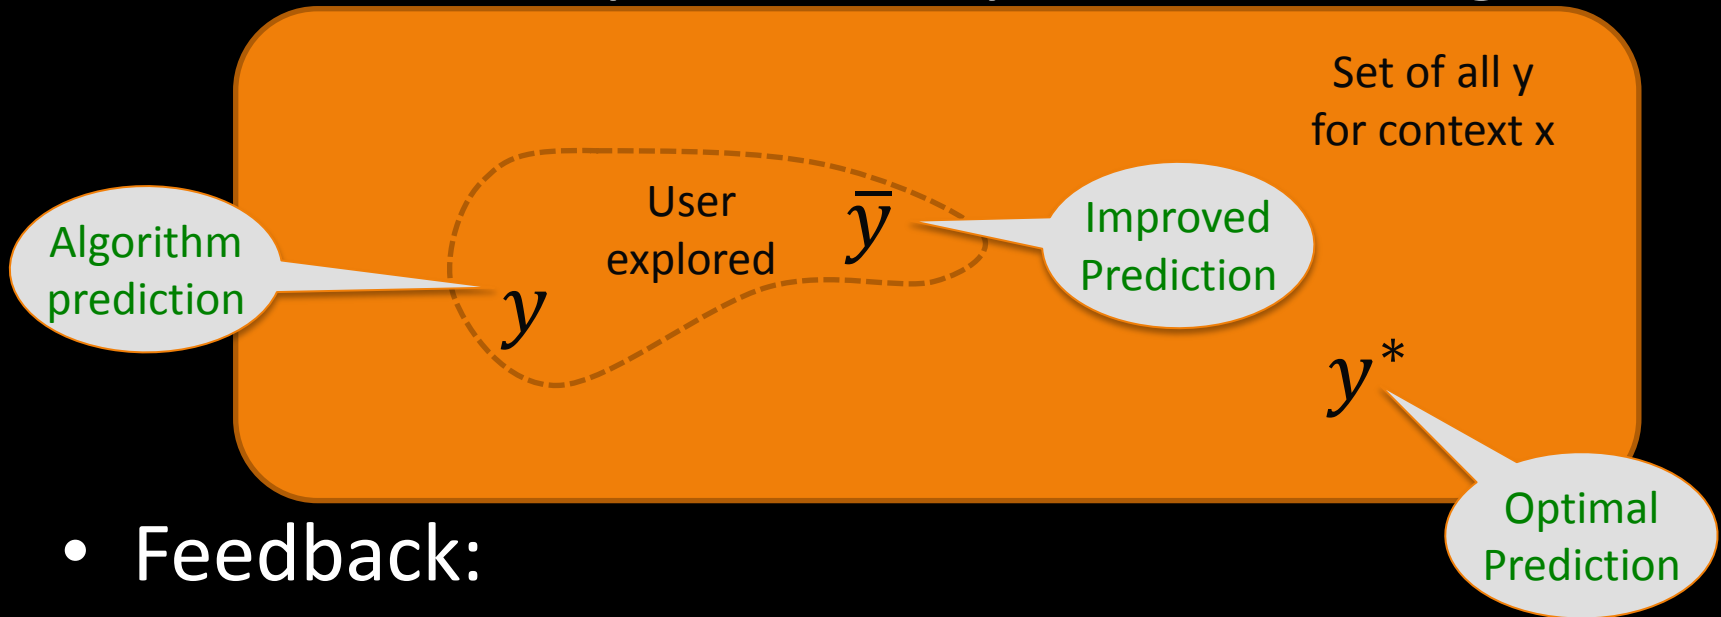 Set of all y
for context x
User
explored
ȳ
Improved
Prediction
Algorithm
prediction
y
y*
Optimal
Prediction
• Feedback: